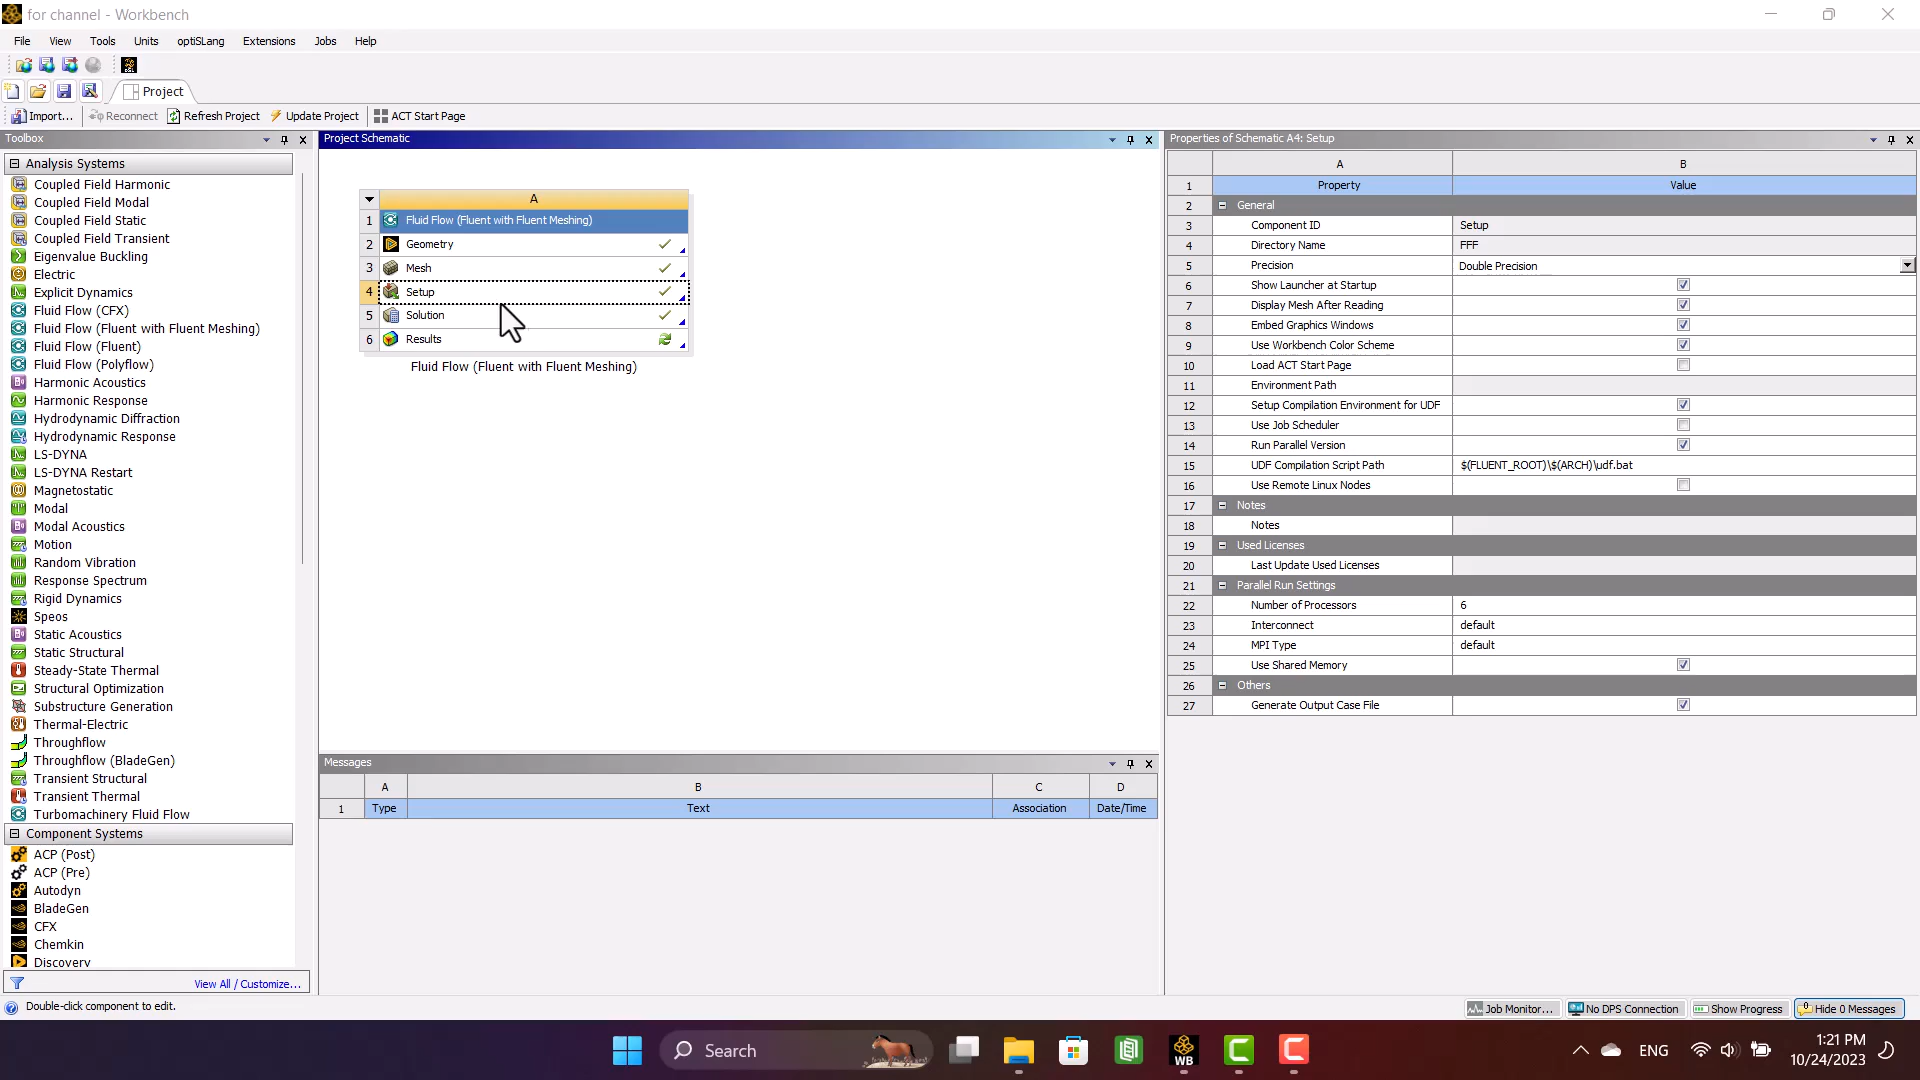 for channel - Workbench
File View Tools Units optiSLang Extensions Jobs Help
Project
Import... Reconnect Refresh Project Update Project ACT Start Page
Toolbox
Analysis Systems
Coupled Field Harmonic
Coupled Field Modal
Coupled Field Static
Coupled Field Transient
Eigenvalue Buckling
Electric
Explicit Dynamics
Fluid Flow (CFX)
Fluid Flow (Fluent with Fluent Meshing)
Fluid Flow (Fluent)
Fluid Flow (Polyflow)
Harmonic Acoustics
Harmonic Response
Hydrodynamic Diffraction
Hydrodynamic Response
LS-DYNA
LS-DYNA Restart
Magnetostatic
Modal
Modal Acoustics
Motion
Random Vibration
Response Spectrum
Rigid Dynamics
Speos
Static Acoustics
Static Structural
Steady-State Thermal
Structural Optimization
Substructure Generation
Thermal-Electric
Throughflow
Throughflow (BladeGen)
Transient Structural
Transient Thermal
Turbomachinery Fluid Flow
Component Systems
ACP (Post)
ACP (Pre)
Autodyn
BladeGen
CFX
Chemkin
Discovery
View All / Customize...
Project Schematic
A
1 Fluid Flow (Fluent with Fluent Meshing)
2 Geometry
3 Mesh
4 Setup
5 Solution
6 Results
Fluid Flow (Fluent with Fluent Meshing)
Messages
A B C D
1 Type Text Association Date/Time
Properties of Schematic A4: Setup
A B
1 Property Value
2 General
3 Component ID Setup
4 Directory Name FFF
5 Precision Double Precision
6 Show Launcher at Startup
7 Display Mesh After Reading
8 Embed Graphics Windows
9 Use Workbench Color Scheme
10 Load ACT Start Page
11 Environment Path
12 Setup Compilation Environment for UDF
13 Use Job Scheduler
14 Run Parallel Version
15 UDF Compilation Script Path $(FLUENT_ROOT)\$(ARCH)\udf.bat
16 Use Remote Linux Nodes
17 Notes
18 Notes
19 Used Licenses
20 Last Update Used Licenses
21 Parallel Run Settings
22 Number of Processors 6
23 Interconnect default
24 MPI Type default
25 Use Shared Memory
26 Others
27 Generate Output Case File
Double-click component to edit.
Job Monitor... No DPS Connection Show Progress Hide 0 Messages
Search
WB
ENG
1:21 PM
10/24/2023